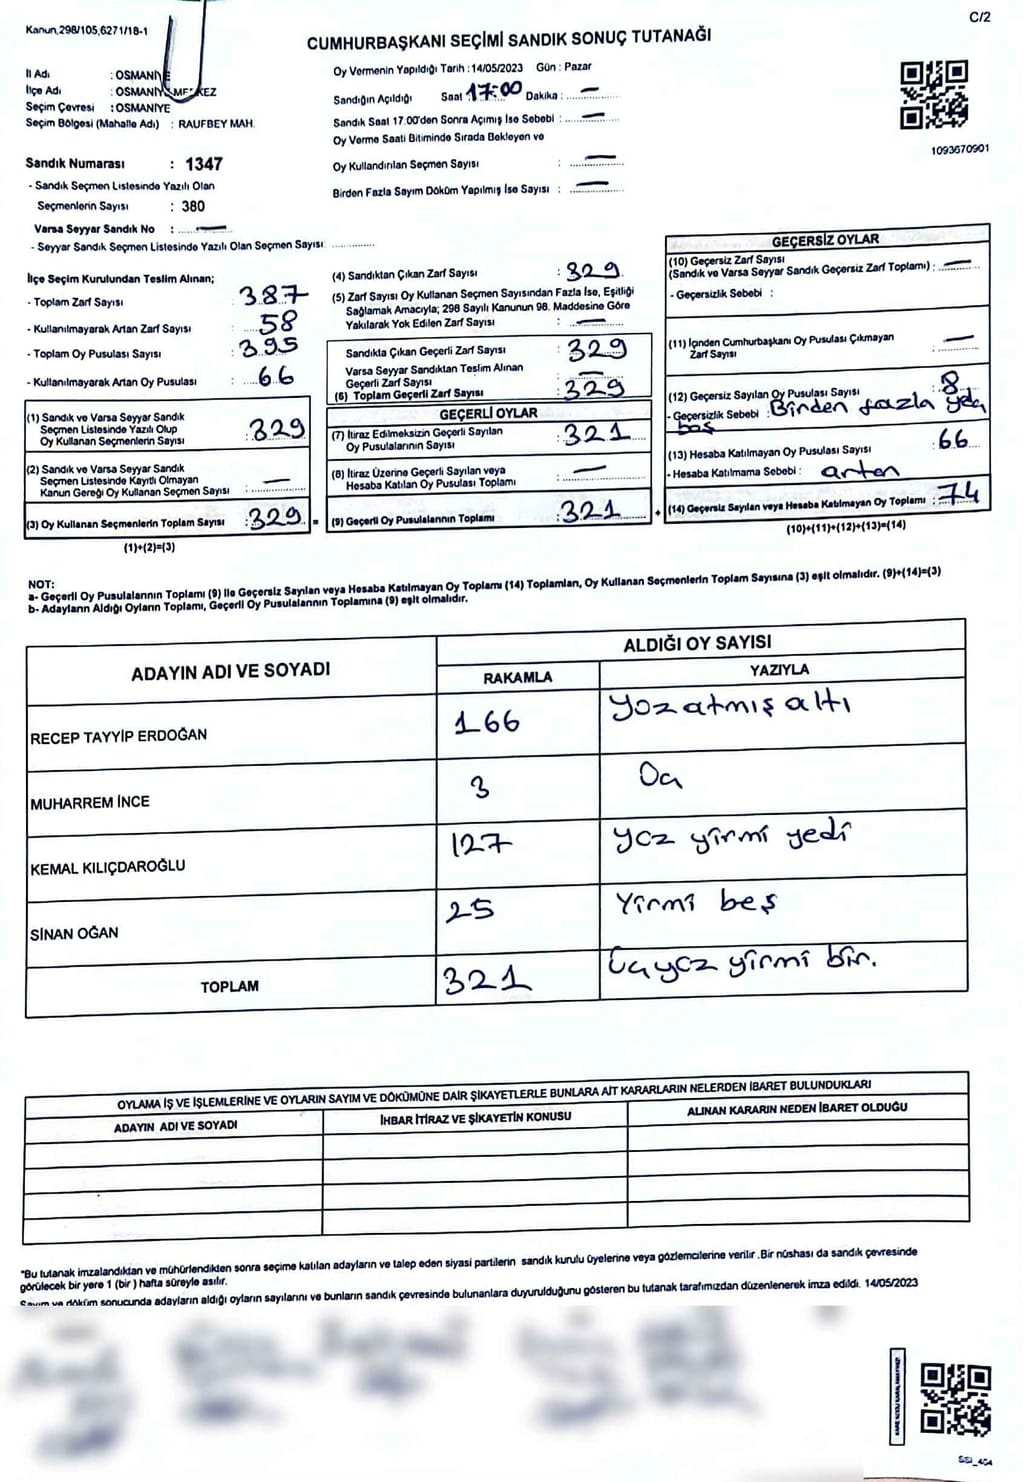 C/2
Kanun,298/105,6271/18-1
CUMHURBAŞKANI SEÇİMİ SANDIK SONUÇ TUTANAĞI
İl Adı : OSMANİYE
İlçe Adı : OSMANİYE MERKEZ
Seçim Çevresi : OSMANİYE
Seçim Bölgesi (Mahalle Adı) : RAUFBEY MAH.
Sandık Numarası : 1347
- Sandık Seçmen Listesinde Yazılı Olan
Seçmenlerin Sayısı : 380
Varsa Seyyar Sandık No : —
- Seyyar Sandık Seçmen Listesinde Yazılı Olan Seçmen Sayısı: ..............
Oy Vermenin Yapıldığı Tarih :14/05/2023 Gün : Pazar
Sandığın Açıldığı Saat 17:00 Dakika : —
Sandık Saat 17.00'den Sonra Açımış İse Sebebi : —
Oy Verme Saati Bitiminde Sırada Bekleyen ve
Oy Kullandırılan Seçmen Sayısı : —
Birden Fazla Sayım Döküm Yapılmış İse Sayısı : —
1093670901
İlçe Seçim Kurulundan Teslim Alınan;
- Toplam Zarf Sayısı : 387
- Kullanılmayarak Artan Zarf Sayısı : 58
- Toplam Oy Pusulası Sayısı : 395
- Kullanılmayarak Artan Oy Pusulası : 66
(1) Sandık ve Varsa Seyyar Sandık
Seçmen Listesinde Yazılı Olup
Oy Kullanan Seçmenlerin Sayısı : 329
(2) Sandık ve Varsa Seyyar Sandık
Seçmen Listesinde Kayıtlı Olmayan
Kanun Gereği Oy Kullanan Seçmen Sayısı : —
(3) Oy Kullanan Seçmenlerin Toplam Sayısı : 329 =
(1)+(2)=(3)
(4) Sandıktan Çıkan Zarf Sayısı : 329
(5) Zarf Sayısı Oy Kullanan Seçmen Sayısından Fazla İse, Eşitliği
Sağlamak Amacıyla; 298 Sayılı Kanunun 98. Maddesine Göre
Yakılarak Yok Edilen Zarf Sayısı : —
Sandıkta Çıkan Geçerli Zarf Sayısı : 329
Varsa Seyyar Sandıktan Teslim Alınan
Geçerli Zarf Sayısı : —
(6) Toplam Geçerli Zarf Sayısı : 329
GEÇERLİ OYLAR
(7) İtiraz Edilmeksizin Geçerli Sayılan
Oy Pusulalarının Sayısı : 321
(8) İtiraz Üzerine Geçerli Sayılan veya
Hesaba Katılan Oy Pusulası Toplamı : —
(9) Geçerli Oy Pusulalarının Toplamı : 321 +
GEÇERSİZ OYLAR
(10) Geçersiz Zarf Sayısı
(Sandık ve Varsa Seyyar Sandık Geçersiz Zarf Toplamı) : —
- Geçersizlik Sebebi :
(11) İçinden Cumhurbaşkanı Oy Pusulası Çıkmayan
Zarf Sayısı : —
(12) Geçersiz Sayılan Oy Pusulası Sayısı : 8
- Geçersizlik Sebebi : Binden fazla yda
boş
(13) Hesaba Katılmayan Oy Pusulası Sayısı : 66
- Hesaba Katılmama Sebebi : artan
(14) Geçersiz Sayılan veya Hesaba Katılmayan Oy Toplamı : 74
(10)+(11)+(12)+(13)=(14)
NOT:
a- Geçerli Oy Pusulalarının Toplamı (9) İle Geçersiz Sayılan veya Hesaba Katılmayan Oy Toplamı (14) Toplamları, Oy Kullanan Seçmenlerin Toplam Sayısına (3) eşit olmalıdır. (9)+(14)=(3)
b- Adayların Aldığı Oyların Toplamı, Geçerli Oy Pusulalarının Toplamına (9) eşit olmalıdır.
ADAYIN ADI VE SOYADI ALDIĞI OY SAYISI
RAKAMLA YAZIYLA
RECEP TAYYİP ERDOĞAN 166 yüz atmış altı
MUHARREM İNCE 3 Üç
KEMAL KILIÇDAROĞLU 127 yüz yirmi yedi
SİNAN OĞAN 25 Yirmi beş
TOPLAM 321 Üçyüz yirmi bir.
OYLAMA İŞ VE İŞLEMLERİNE VE OYLARIN SAYIM VE DÖKÜMÜNE DAİR ŞİKAYETLERLE BUNLARA AİT KARARLARIN NELERDEN İBARET BULUNDUKLARI
ADAYIN ADI VE SOYADI İHBAR İTİRAZ VE ŞİKAYETİN KONUSU ALINAN KARARIN NEDEN İBARET OLDUĞU
*Bu tutanak imzalandıktan ve mühürlendikten sonra seçime katılan adayların ve talep eden siyasi partilerin sandık kurulu üyelerine veya gözlemcilerine verilir .Bir nüshası da sandık çevresinde
görülecek bir yere 1 (bir ) hafta süreyle asılır.
Sayım ve döküm sonucunda adayların aldığı oyların sayılarını ve bunların sandık çevresinde bulunanlara duyurulduğunu gösteren bu tutanak tarafımızdan düzenlenerek imza edildi. 14/05/2023